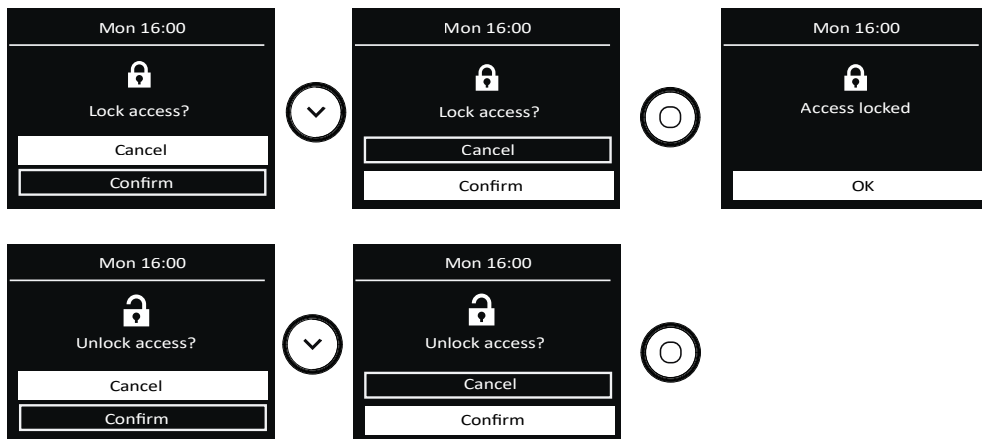 Mon 16:00
Lock access?
Cancel
Confirm
Mon 16:00
Lock access?
Cancel
Confirm
Mon 16:00
Access locked
OK
Mon 16:00
Unlock access?
Cancel
Confirm
Mon 16:00
Unlock access?
Cancel
Confirm